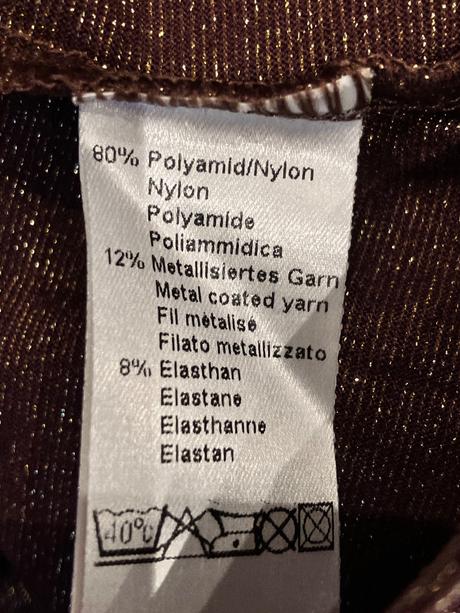 80% Polyamid/Nylon
Nylon
Polyamide
Poliammidica
12% Metallisiertes Garn
Metal coated yarn
Fil metalise
Filato metallizzato
8% Elasthan
Elastane
Elasthanne
Elastan
40°C